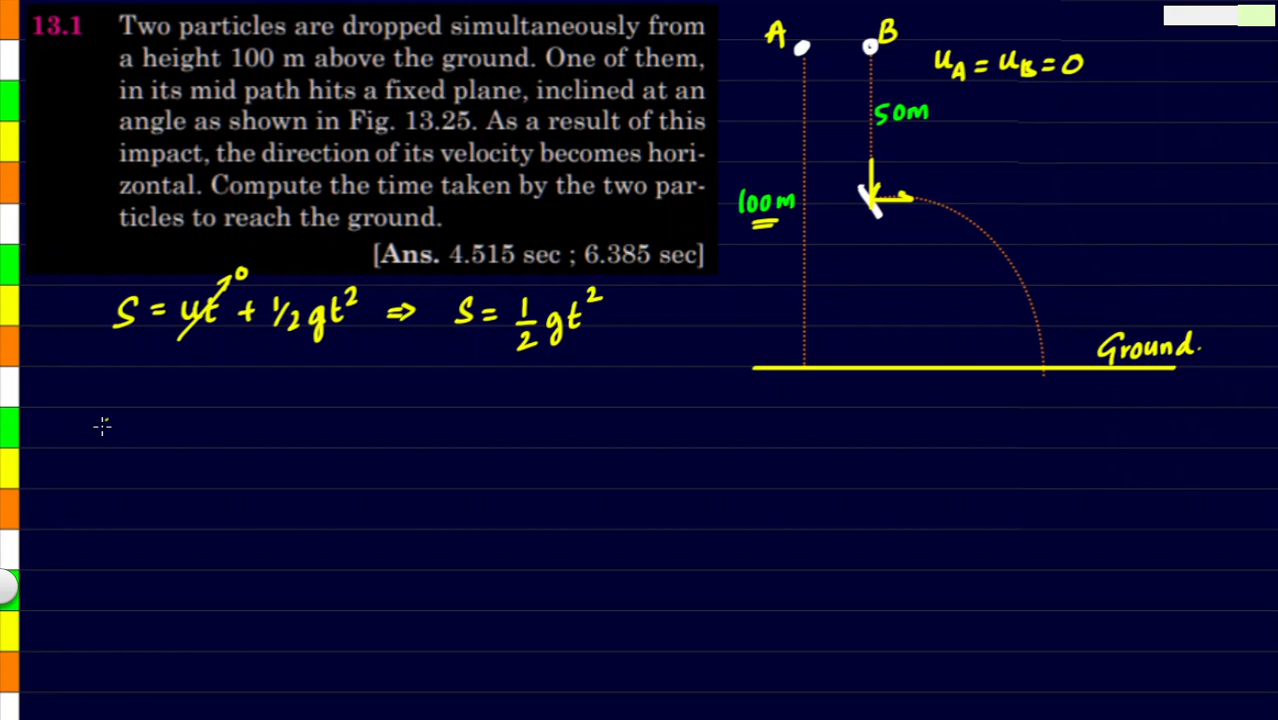 13.1 Two particles are dropped simultaneously from
a height 100 m above the ground. One of them,
in its mid path hits a fixed plane, inclined at an
angle as shown in Fig. 13.25. As a result of this
impact, the direction of its velocity becomes hori-
zontal. Compute the time taken by the two par-
ticles to reach the ground.
[Ans. 4.515 sec ; 6.385 sec]
S = ut↗0 + 1/2gt² ⇒ S = 1/2 gt²
A B
u_A = u_B = 0
50m
100m
Ground.